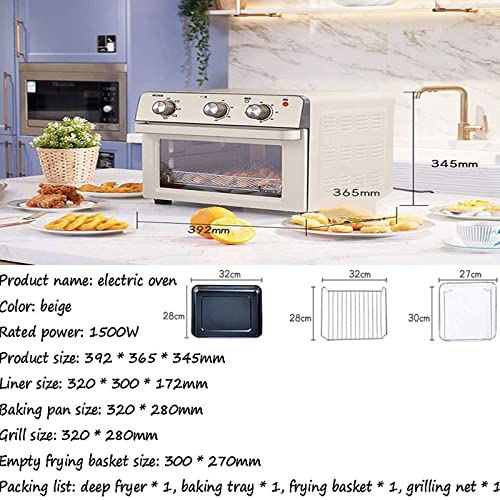 345mm
365mm
392mm
32cm
32cm
27cm
28cm
28cm
30cm
Product name: electric oven
Color: beige
Rated power: 1500W
Product size: 392 * 365 * 345mm
Liner size: 320 * 300 * 172mm
Baking pan size: 320 * 280mm
Grill size: 320 * 280mm
Empty frying basket size: 300 * 270mm
Packing list: deep fryer * 1, baking tray * 1, frying basket * 1, grilling net * 1